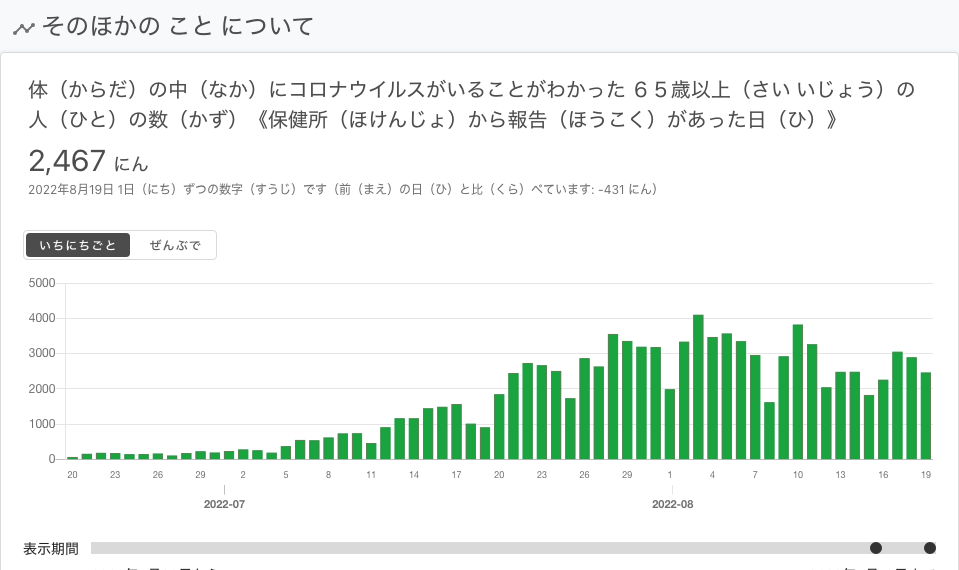 そのほかの こと について
体（からだ）の中（なか）にコロナウイルスがいることがわかった ６５歳以上（さい いじょう）の
人（ひと）の数（かず）《保健所（ほけんじょ）から報告（ほうこく）があった日（ひ）》
2,467 にん
2022年8月19日 1日（にち）ずつの数字（すうじ）です（前（まえ）の日（ひ）と比（くら）べています: -431 にん）
いちにちごと ぜんぶで
5000
4000
3000
2000
1000
0
20 23 26 29 2 5 8 11 14 17 20 23 26 29 1 4 7 10 13 16 19
2022-07 2022-08
表示期間